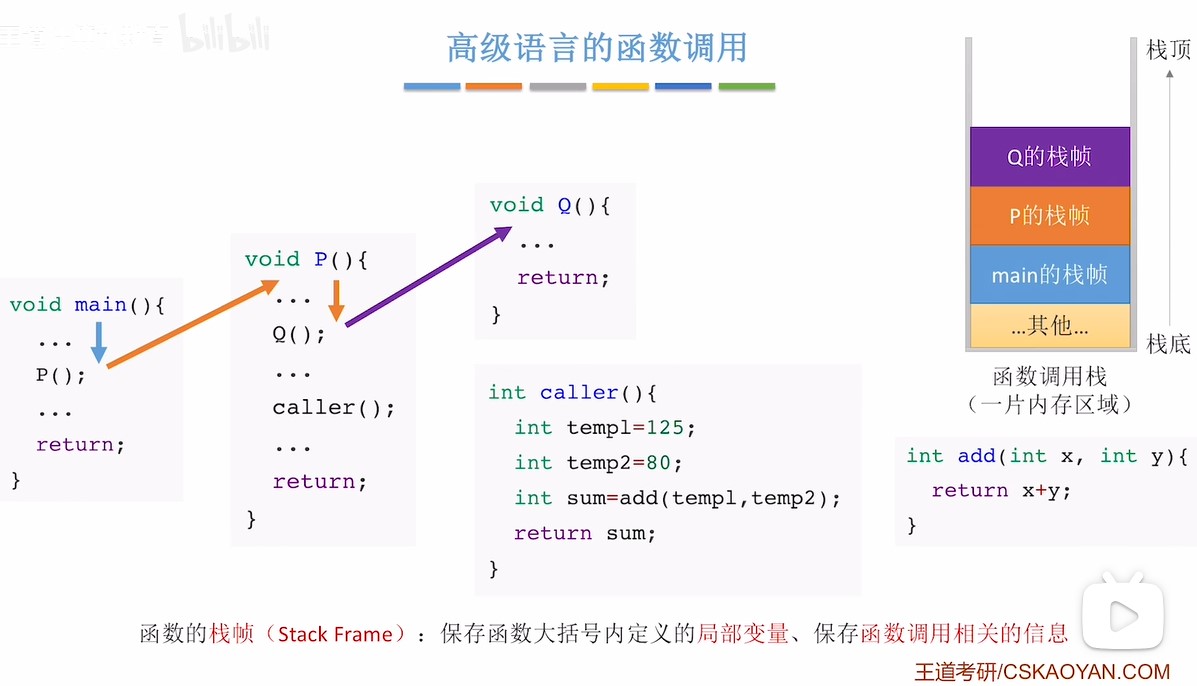 bilibili
高级语言的函数调用
void main(){
...
P();
...
return;
}
void P(){
...
Q();
...
caller();
...
return;
}
void Q(){
...
return;
}
int caller(){
int templ=125;
int temp2=80;
int sum=add(templ,temp2);
return sum;
}
栈顶
Q的栈帧
P的栈帧
main的栈帧
...其他...
栈底
函数调用栈
（一片内存区域）
int add(int x, int y){
return x+y;
}
函数的栈帧（Stack Frame）：保存函数大括号内定义的局部变量、保存函数调用相关的信息
王道考研/CSKAOYAN.COM